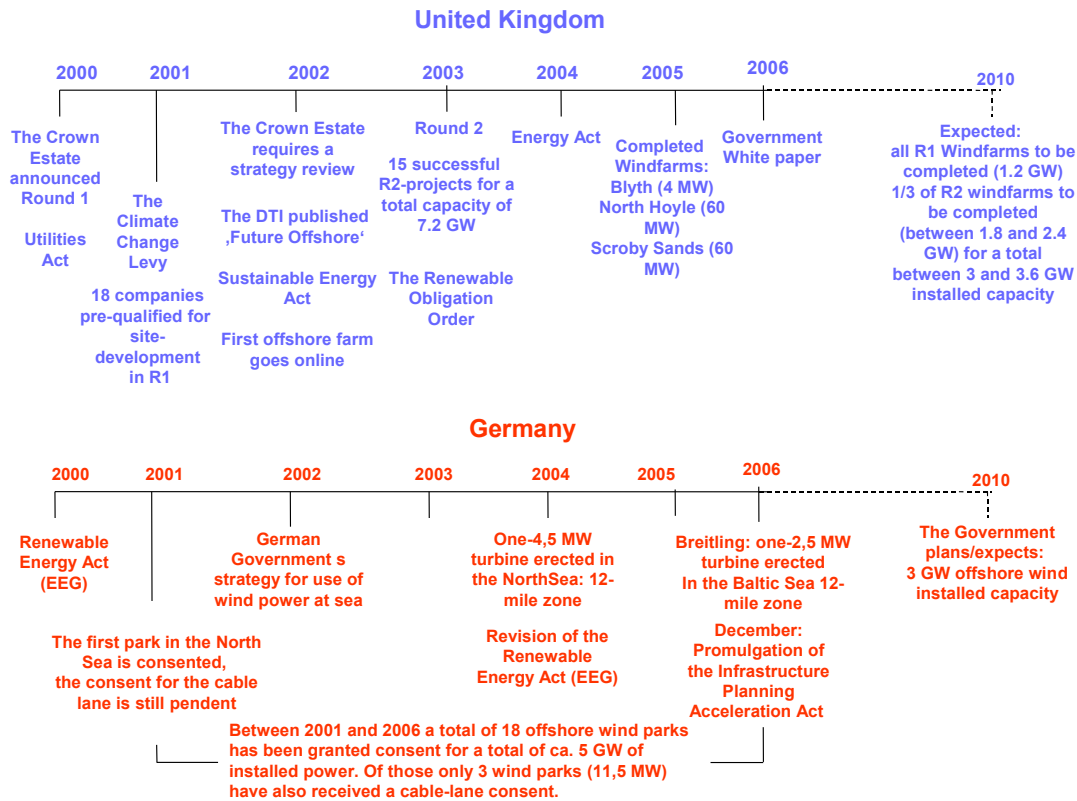 United Kingdom
2000
2001
2002
2003
2004
2005
2006
2010
The Crown
Estate
announced
Round 1
Utilities
Act
The
Climate
Change
Levy
18 companies
pre-qualified for
site-
development
in R1
The Crown Estate
requires a
strategy review
The DTI published
‚Future Offshore‘
Sustainable Energy
Act
First offshore farm
goes online
Round 2
15 successful
R2-projects for a
total capacity of
7.2 GW
The Renewable
Obligation
Order
Energy Act
Completed
Windfarms:
Blyth (4 MW)
North Hoyle (60
MW)
Scroby Sands (60
MW)
Government
White paper
Expected:
all R1 Windfarms to be
completed (1.2 GW)
1/3 of R2 windfarms to
be completed
(between 1.8 and 2.4
GW) for a total
between 3 and 3.6 GW
installed capacity
Germany
2000
2001
2002
2003
2004
2005
2006
2010
Renewable
Energy Act
(EEG)
The first park in the North
Sea is consented,
the consent for the cable
lane is still pendent
German
Government s
strategy for use of
wind power at sea
One-4,5 MW
turbine erected in
the NorthSea: 12-
mile zone
Revision of the
Renewable
Energy Act (EEG)
Breitling: one-2,5 MW
turbine erected
In the Baltic Sea 12-
mile zone
December:
Promulgation of
the Infrastructure
Planning
Acceleration Act
The Government
plans/expects:
3 GW offshore wind
installed capacity
Between 2001 and 2006 a total of 18 offshore wind parks
has been granted consent for a total of ca. 5 GW of
installed power. Of those only 3 wind parks (11,5 MW)
have also received a cable-lane consent.